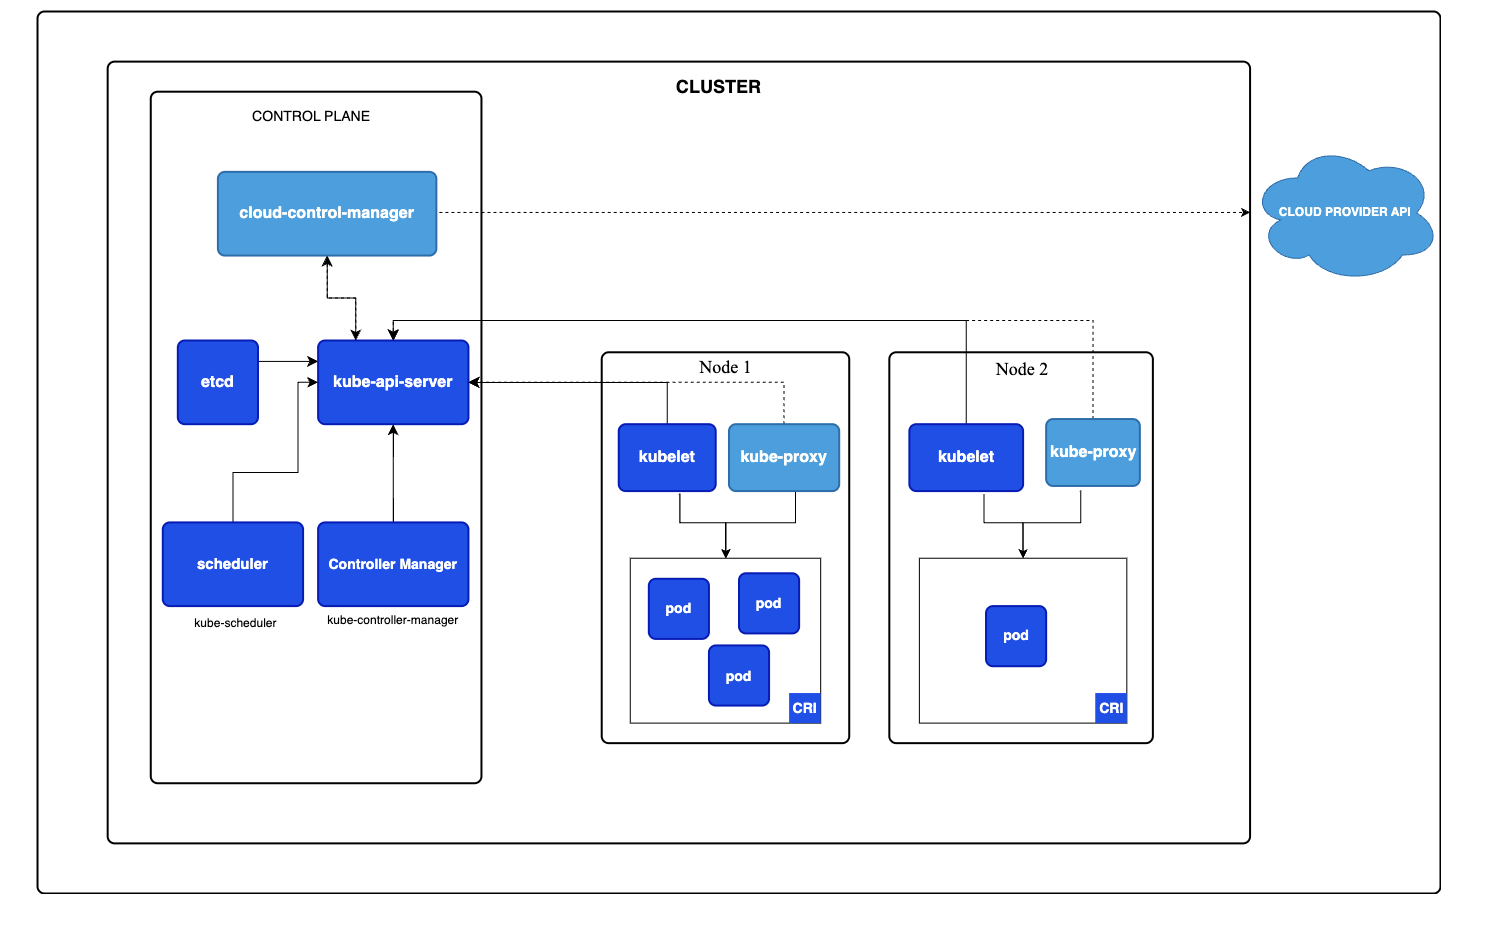 CLUSTER
CONTROL PLANE
cloud-control-manager
CLOUD PROVIDER API
etcd
kube-api-server
Node 1
Node 2
kubelet
kube-proxy
kubelet
kube-proxy
scheduler
Controller Manager
kube-scheduler
kube-controller-manager
pod
pod
pod
CRI
pod
CRI